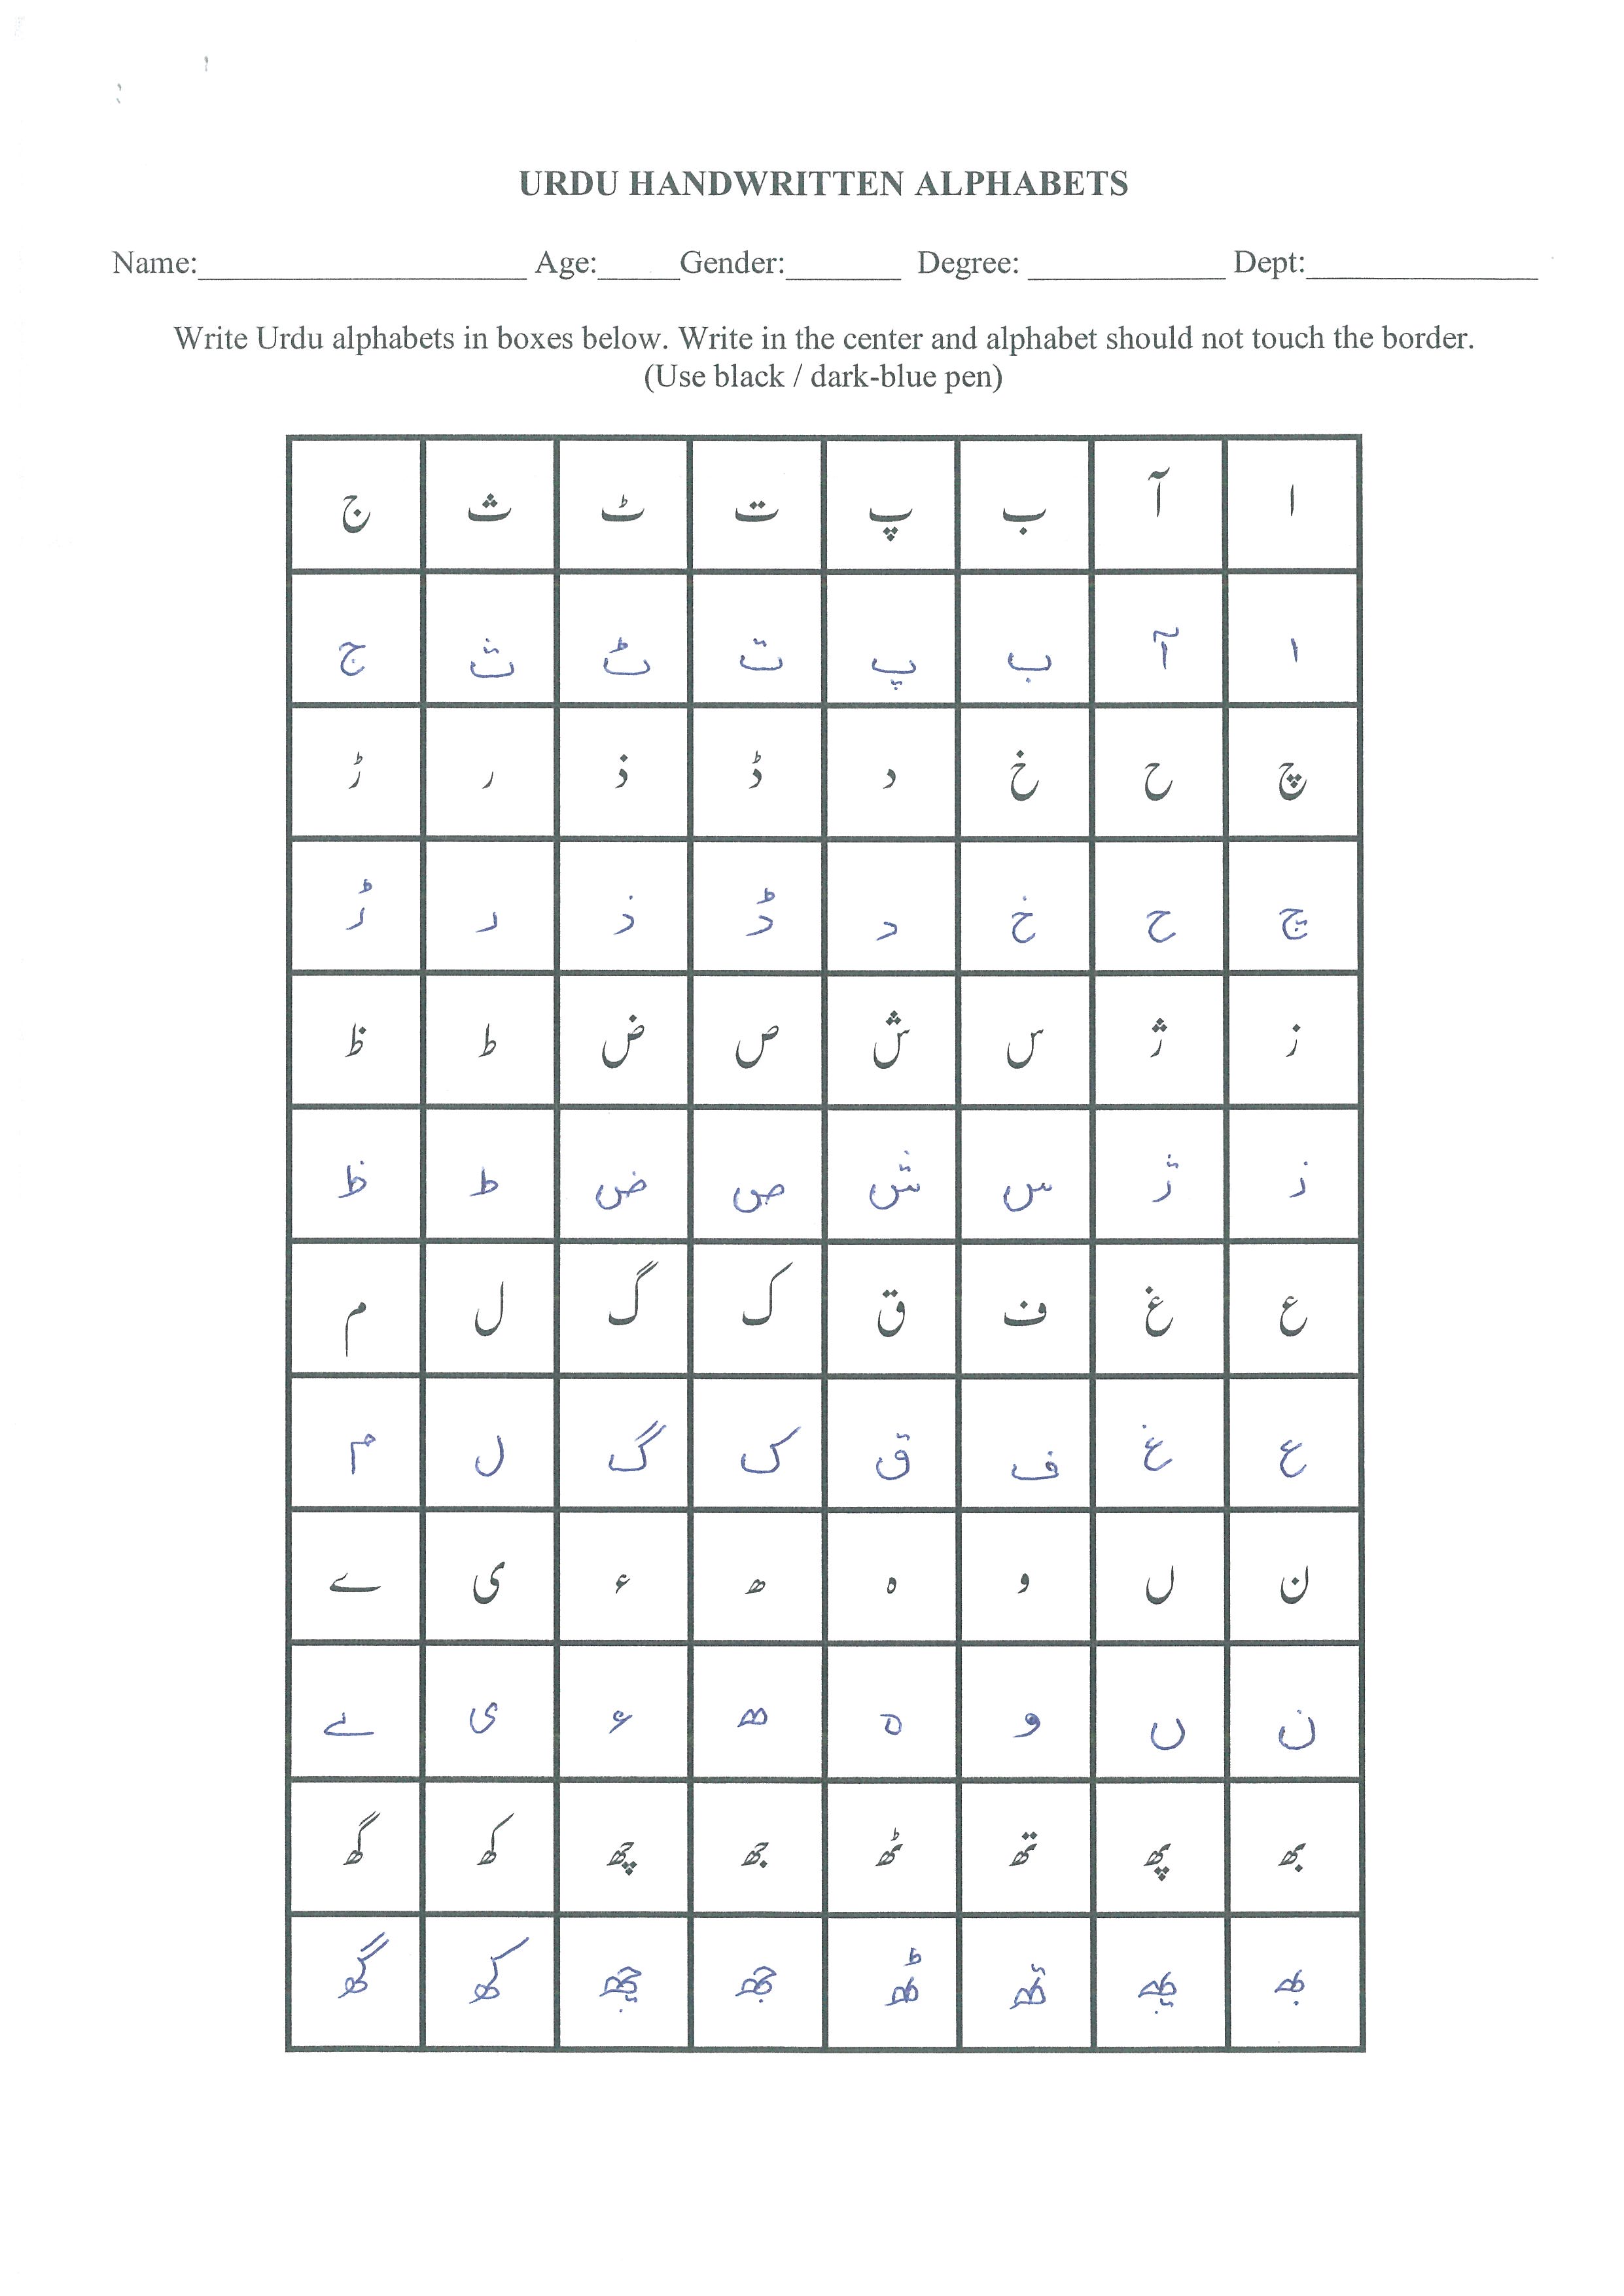 URDU HANDWRITTEN ALPHABETS
Name:____________________ Age:_____Gender:_______ Degree: ____________ Dept:______________
Write Urdu alphabets in boxes below. Write in the center and alphabet should not touch the border.
(Use black / dark-blue pen)
ا آ ب پ ت ٹ ث ج
ا آ ب پ ت ٹ ث ج
چ ح خ د ڈ ذ ر ڑ
چ ح خ د ڈ ذ ر ڑ
ز ژ س ش ص ض ط ظ
ز ژ س ش ص ض ط ظ
ع غ ف ق ک گ ل م
ع غ ف ق ک گ ل م
ن ں و ہ ھ ء ی ے
ن ں و ہ ھ ء ی ے
بھ پھ تھ ٹھ جھ چھ کھ گھ
بھ پھ تھ ٹھ جھ چھ کھ گھ